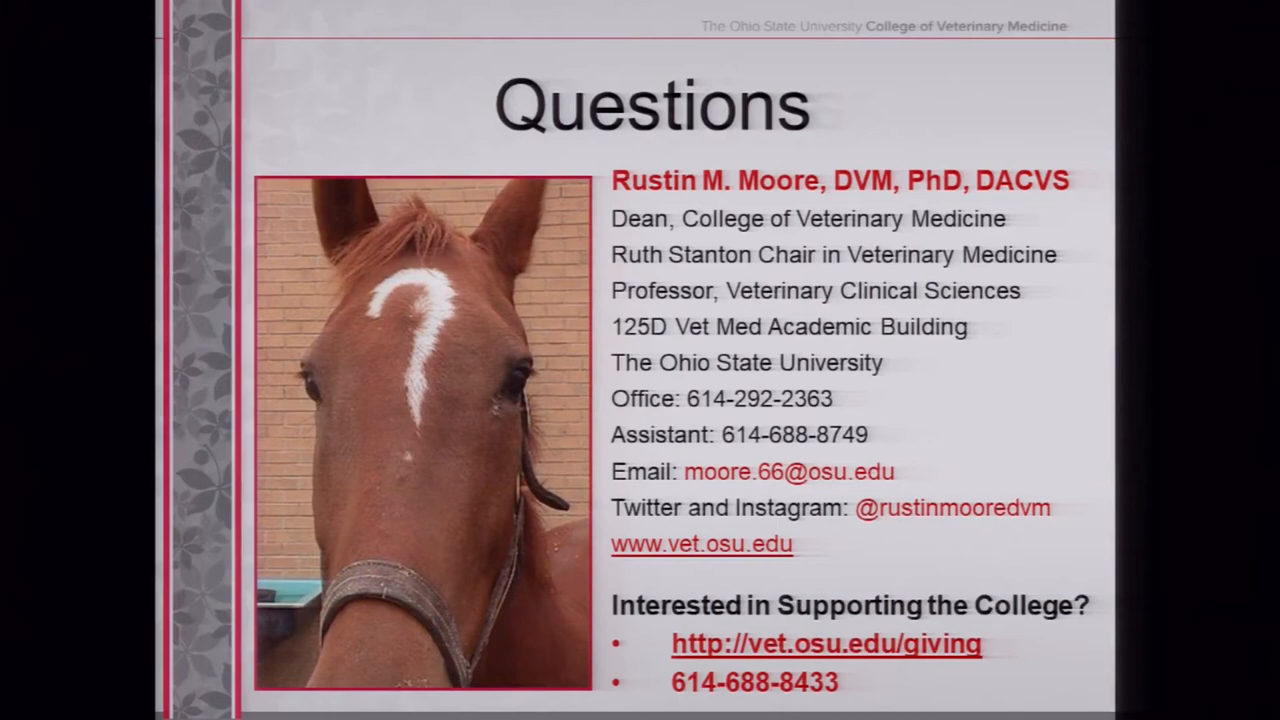 The Ohio State University College of Veterinary Medicine
Questions
Rustin M. Moore, DVM, PhD, DACVS
Dean, College of Veterinary Medicine
Ruth Stanton Chair in Veterinary Medicine
Professor, Veterinary Clinical Sciences
125D Vet Med Academic Building
The Ohio State University
Office: 614-292-2363
Assistant: 614-688-8749
Email: moore.66@osu.edu
Twitter and Instagram: @rustinmooredvm
www.vet.osu.edu
Interested in Supporting the College?
• http://vet.osu.edu/giving
• 614-688-8433